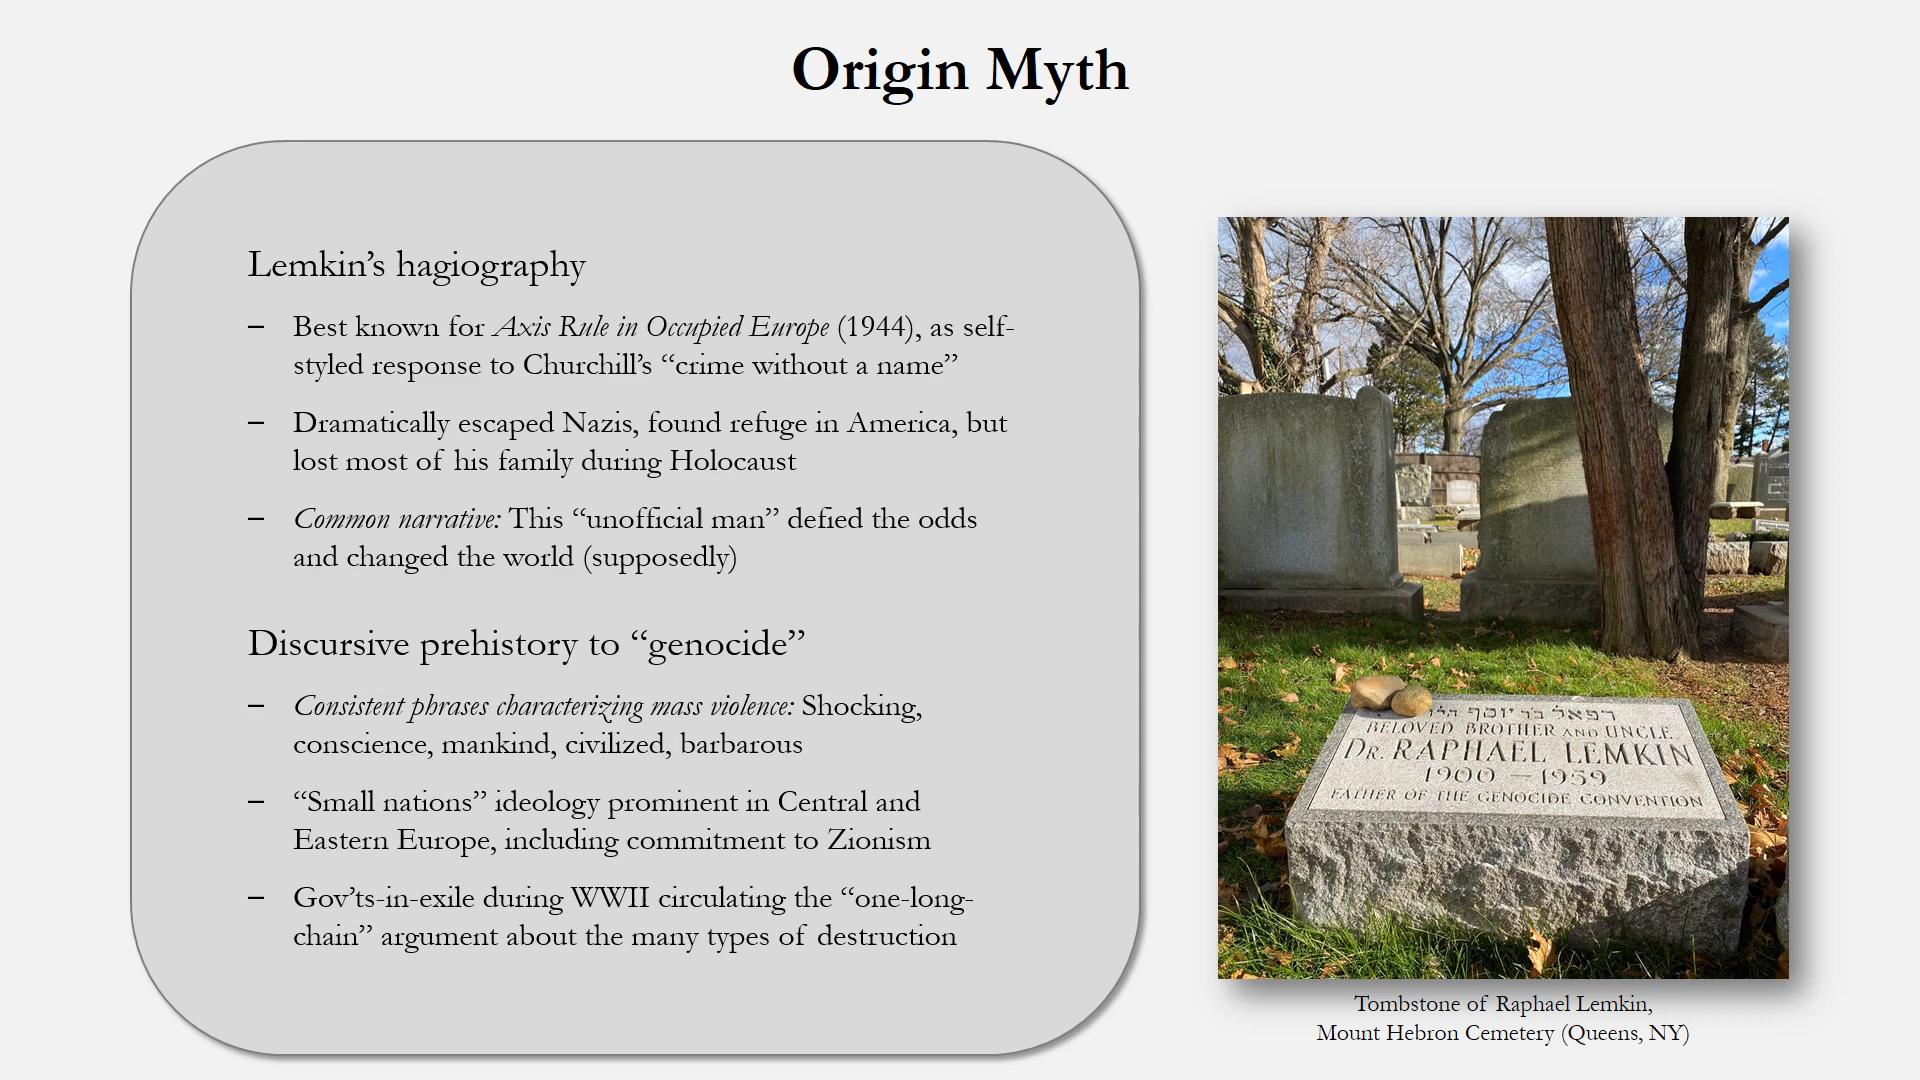 Origin Myth
Lemkin’s hagiography
– Best known for Axis Rule in Occupied Europe (1944), as self-
styled response to Churchill’s “crime without a name”
– Dramatically escaped Nazis, found refuge in America, but
lost most of his family during Holocaust
– Common narrative: This “unofficial man” defied the odds
and changed the world (supposedly)
Discursive prehistory to “genocide”
– Consistent phrases characterizing mass violence: Shocking,
conscience, mankind, civilized, barbarous
– “Small nations” ideology prominent in Central and
Eastern Europe, including commitment to Zionism
– Gov’ts-in-exile during WWII circulating the “one-long-
chain” argument about the many types of destruction
רפאל בר יוסף
BELOVED BROTHER AND UNCLE
DR. RAPHAEL LEMKIN
1900 – 1959
FATHER OF THE GENOCIDE CONVENTION
Tombstone of Raphael Lemkin,
Mount Hebron Cemetery (Queens, NY)